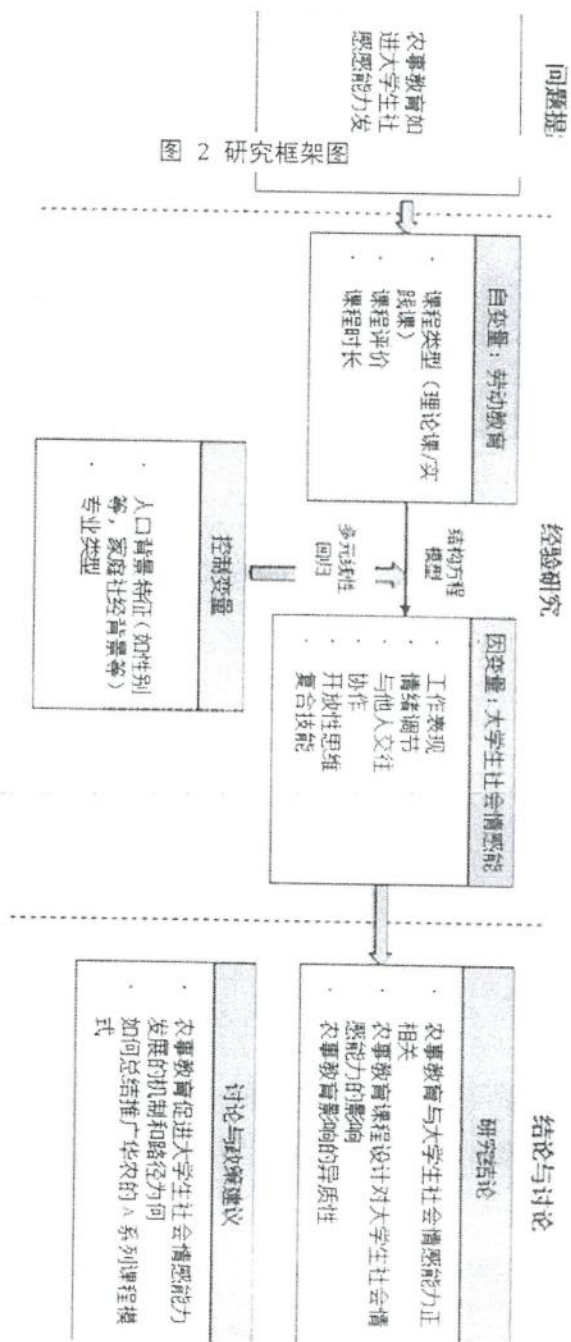 问题提
农事教育如
进大学生社
感感能力发
图 2 研究框架图
经验研究
自变量：劳动教育
· 课程类型（理论课/实
践课）
· 课程评价
· 课程时长
结构方程
模型
多元线性
回归
控制变量
· 人口背景特征（如性别
等，家庭社经背景等）
· 专业类型
因变量：大学生社会情感能
· 工作表现
· 情绪调节
· 与他人交往
· 协作
· 开放性思维
· 复合技能
结论与讨论
研究结论
· 农事教育与大学生社会情感能力正
相关
· 农事教育课程设计对大学生社会情
感能力的影响
· 农事教育影响的异质性
讨论与政策建议
· 农事教育促进大学生社会情感能力
发展的机制和路径为何
· 如何总结推广华农的 A 系列课程模
式